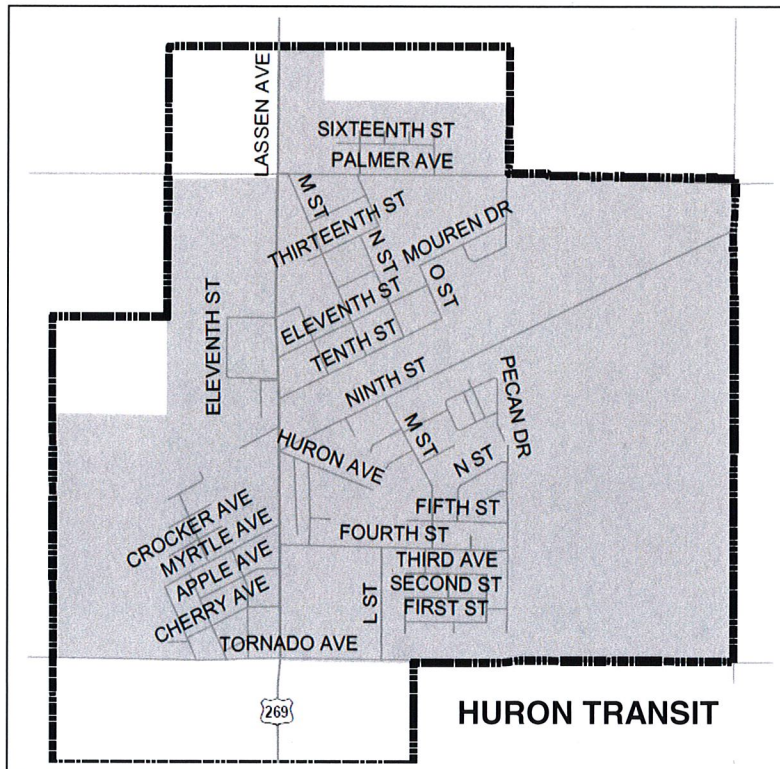 LASSEN AVE
SIXTEENTH ST
PALMER AVE
M ST
THIRTEENTH ST
N ST
MOUREN DR
O ST
ELEVENTH ST
ELEVENTH ST
TENTH ST
NINTH ST
PECAN DR
M ST
HURON AVE
N ST
FIFTH ST
CROCKER AVE
MYRTLE AVE
FOURTH ST
APPLE AVE
THIRD AVE
CHERRY AVE
SECOND ST
L ST
FIRST ST
TORNADO AVE
269
HURON TRANSIT